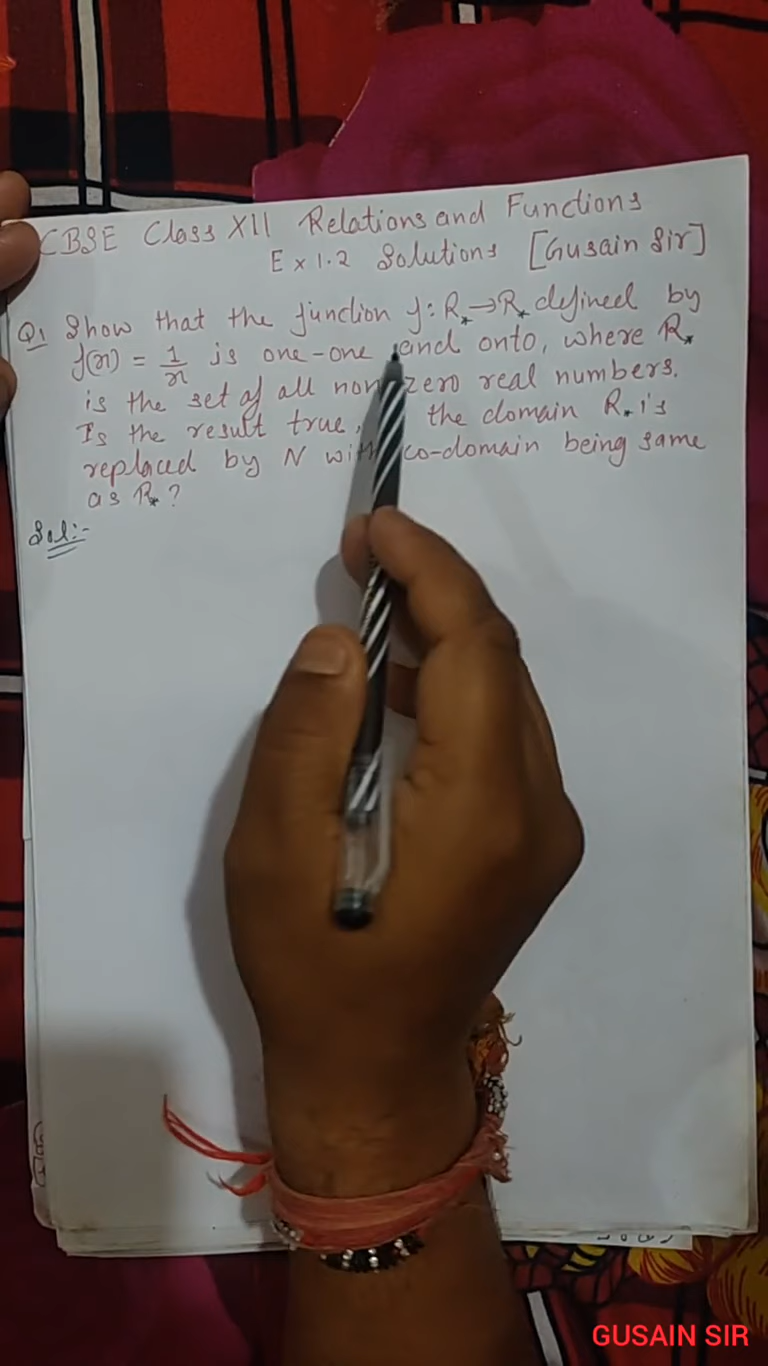 CBSE Class XII Relations and Functions
Ex 1.2 Solutions [Gusain Sir]
Q1 Show that the function f: R* → R* defined by
f(x) = 1/x is one-one and onto, where R*
is the set of all non zero real numbers.
Is the result true, the domain R* is
replaced by N with co-domain being same
as R*?
Sol:-
GUSAIN SIR